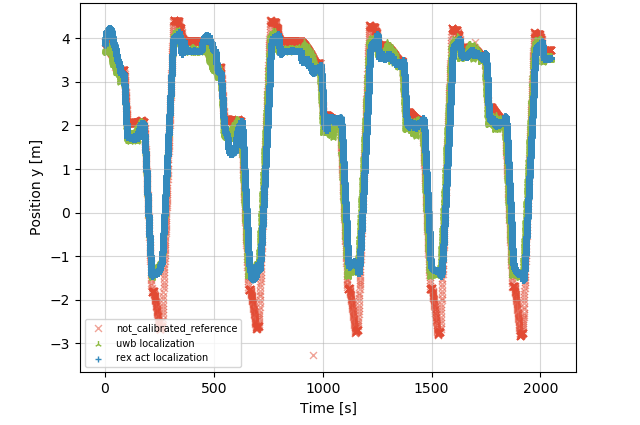 4
3
2
1
0
−1
−2
−3
Position y [m]
not_calibrated_reference
uwb localization
rex act localization
0 500 1000 1500 2000
Time [s]